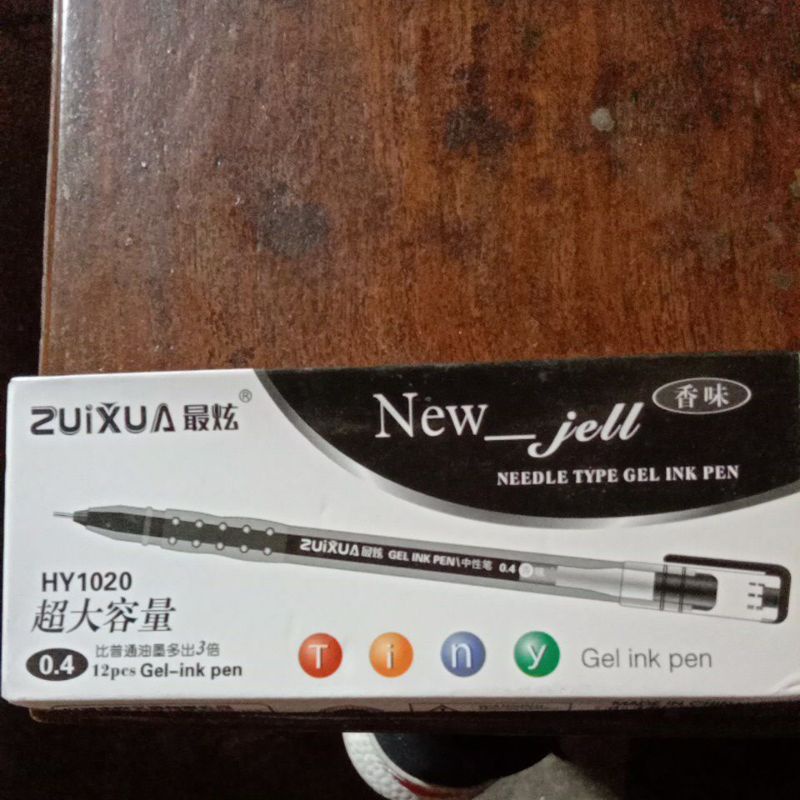 ZUiXUA 最炫®
New_jell 香味
NEEDLE TYPE GEL INK PEN
ZUiXUA 最炫 GEL INK PEN\中性笔 0.4
HY1020
超大容量
0.4 比普通油墨多出3倍
12pcs Gel-ink pen
Tiny Gel ink pen